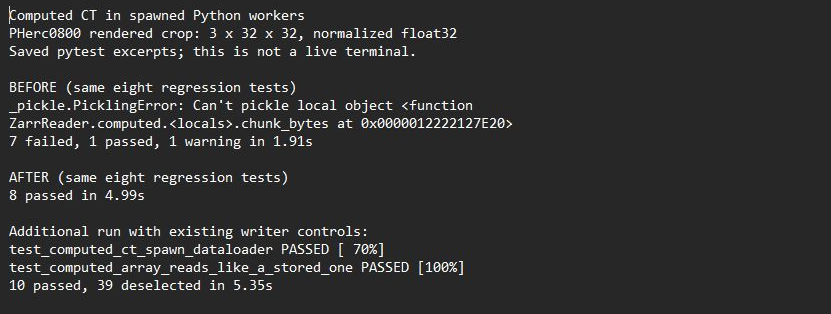 Computed CT in spawned Python workers
PHerc0800 rendered crop: 3 x 32 x 32, normalized float32
Saved pytest excerpts; this is not a live terminal.
BEFORE (same eight regression tests)
_pickle.PicklingError: Can't pickle local object <function
ZarrReader.computed.<locals>.chunk_bytes at 0x0000012222127E20>
7 failed, 1 passed, 1 warning in 1.91s
AFTER (same eight regression tests)
8 passed in 4.99s
Additional run with existing writer controls:
test_computed_ct_spawn_dataloader PASSED [ 70%]
test_computed_array_reads_like_a_stored_one PASSED [100%]
10 passed, 39 deselected in 5.35s